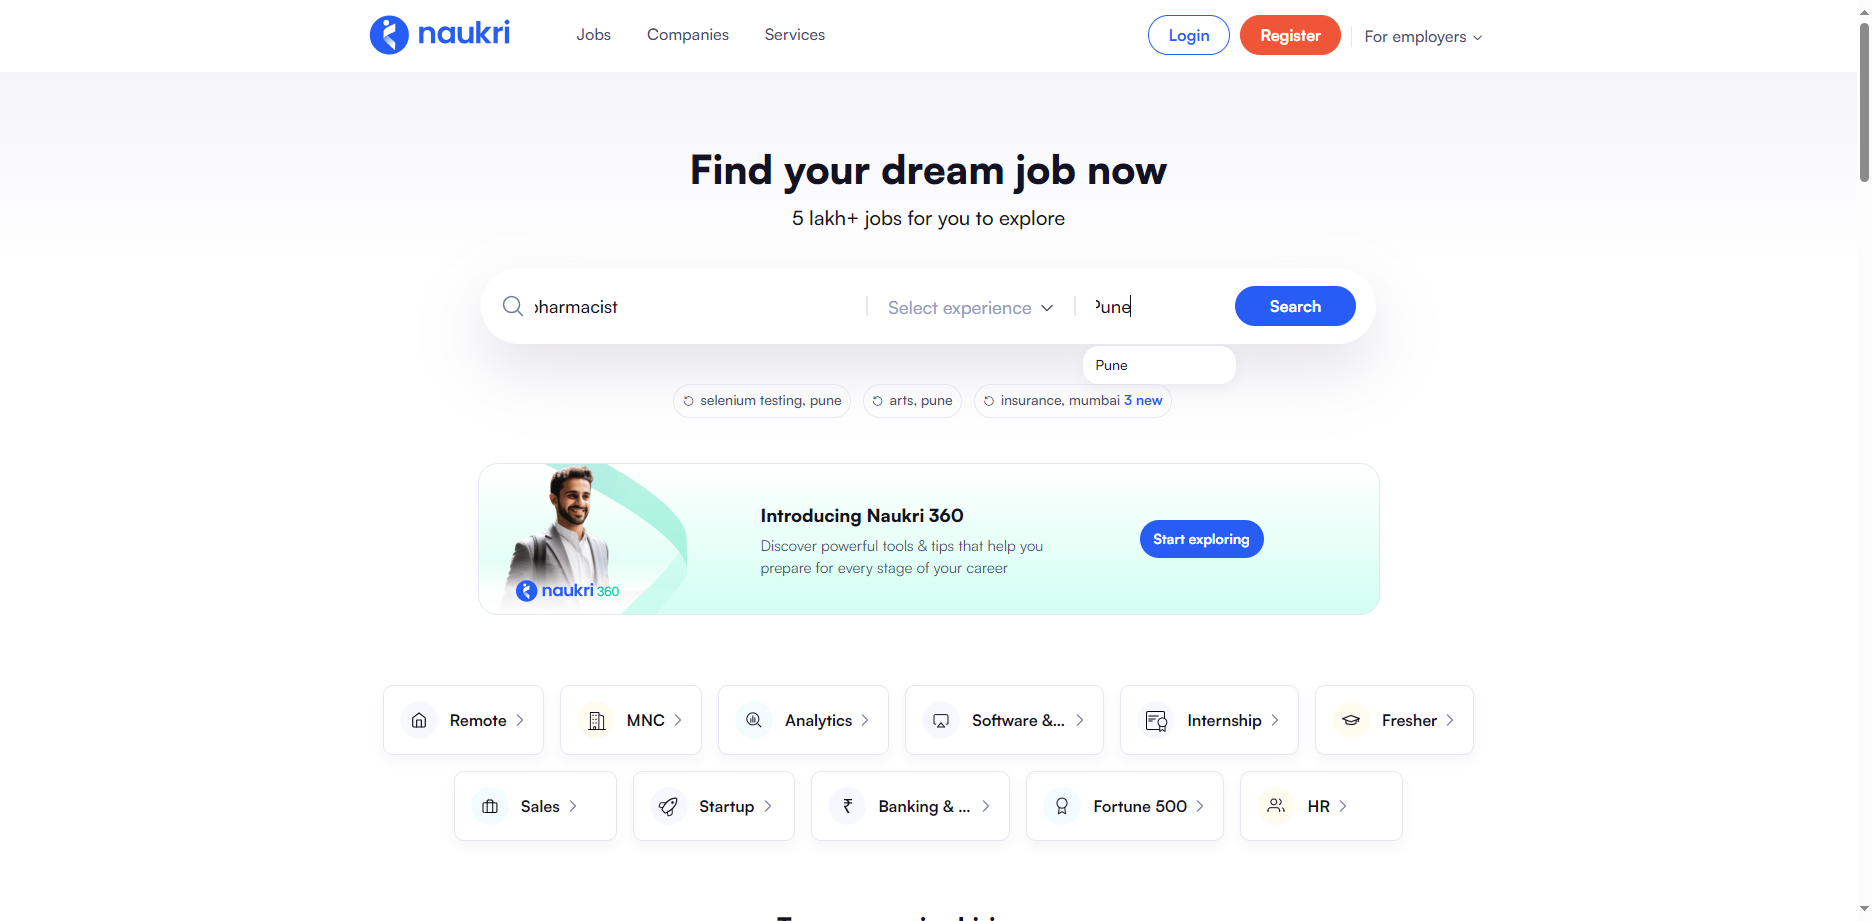 naukri
Jobs Companies Services
Login Register For employers
Find your dream job now
5 lakh+ jobs for you to explore
pharmacist Select experience Pune Search
Pune
selenium testing, pune arts, pune insurance, mumbai 3 new
Introducing Naukri 360
Discover powerful tools & tips that help you
prepare for every stage of your career
Start exploring
naukri 360
Remote MNC Analytics Software &... Internship Fresher
Sales Startup Banking & ... Fortune 500 HR